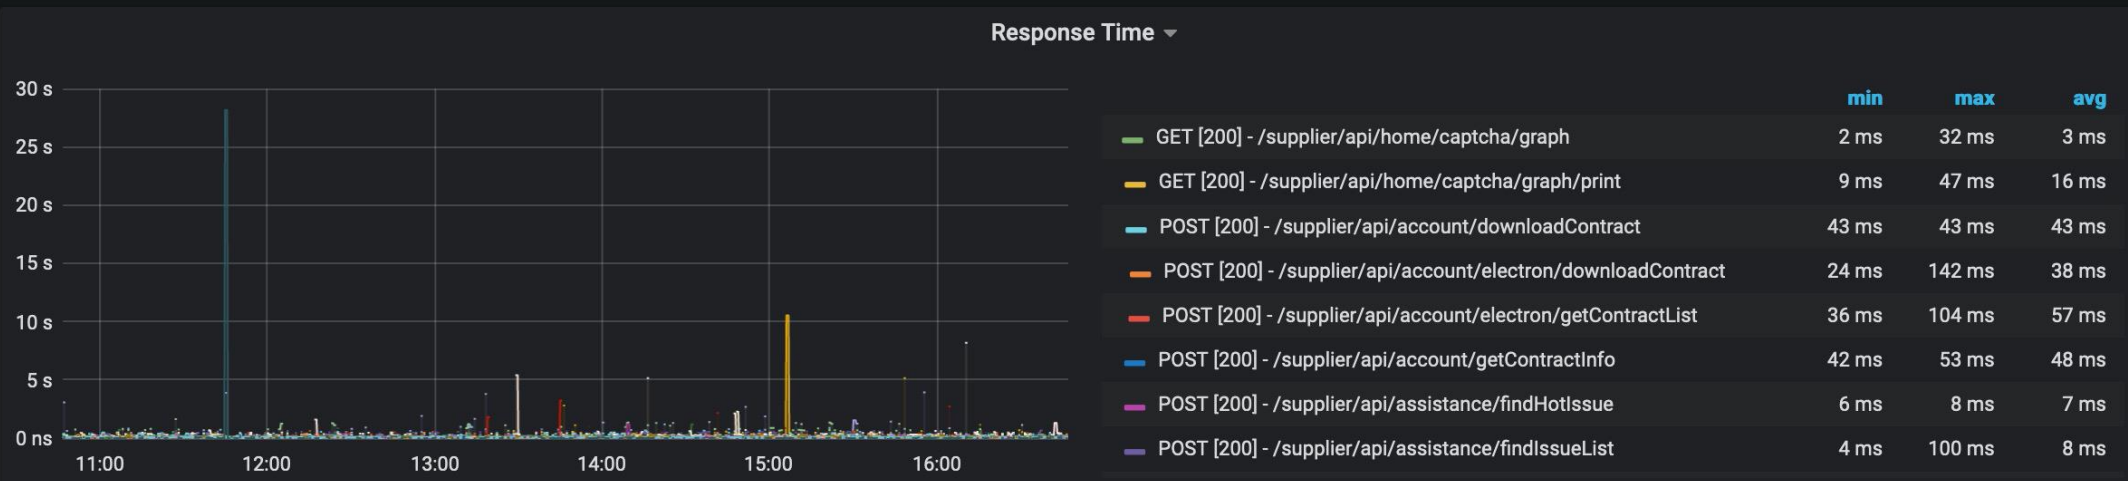 Response Time
30 s
25 s
20 s
15 s
10 s
5 s
0 ns
11:00 12:00 13:00 14:00 15:00 16:00
min max avg
GET [200] - /supplier/api/home/captcha/graph 2 ms 32 ms 3 ms
GET [200] - /supplier/api/home/captcha/graph/print 9 ms 47 ms 16 ms
POST [200] - /supplier/api/account/downloadContract 43 ms 43 ms 43 ms
POST [200] - /supplier/api/account/electron/downloadContract 24 ms 142 ms 38 ms
POST [200] - /supplier/api/account/electron/getContractList 36 ms 104 ms 57 ms
POST [200] - /supplier/api/account/getContractInfo 42 ms 53 ms 48 ms
POST [200] - /supplier/api/assistance/findHotIssue 6 ms 8 ms 7 ms
POST [200] - /supplier/api/assistance/findIssueList 4 ms 100 ms 8 ms